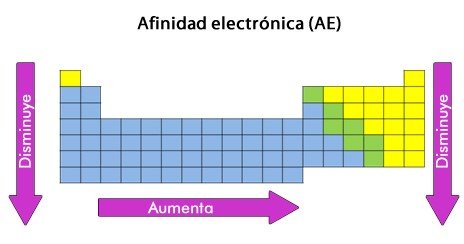 Afinidad electrónica (AE)
Disminuye
Disminuye
Aumenta